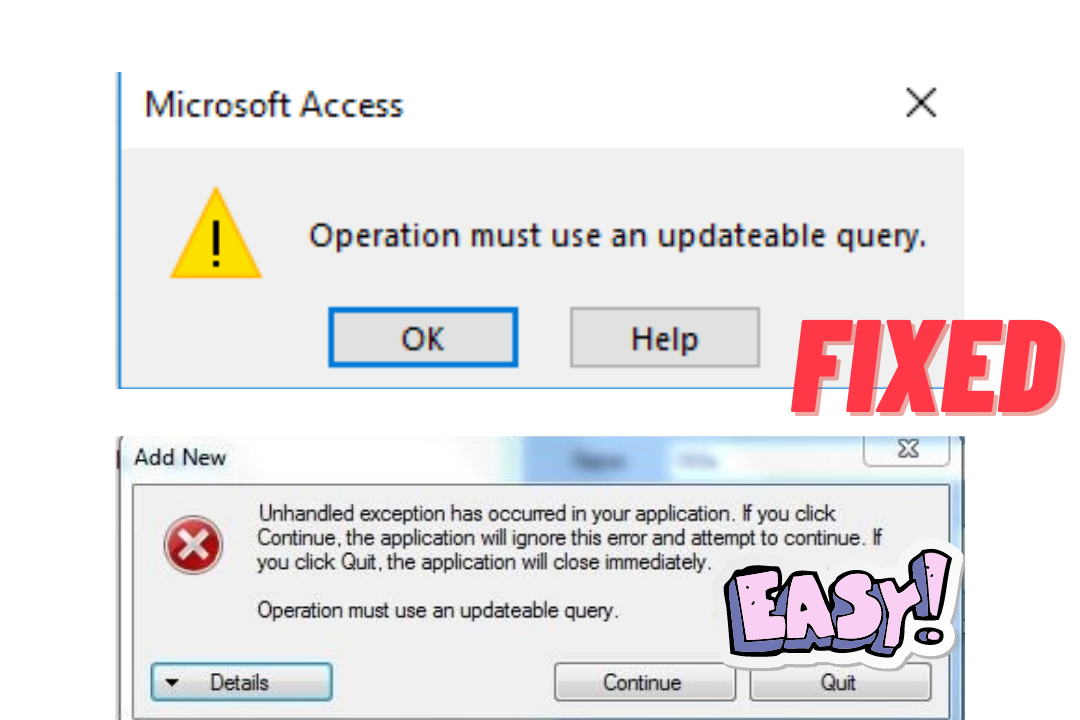 Microsoft Access
Operation must use an updateable query.
OK
Help
FIXED
Add New
Unhandled exception has occurred in your application. If you click
Continue, the application will ignore this error and attempt to continue. If
you click Quit, the application will close immediately.
EASY!
Operation must use an updateable query.
Details
Continue
Quit